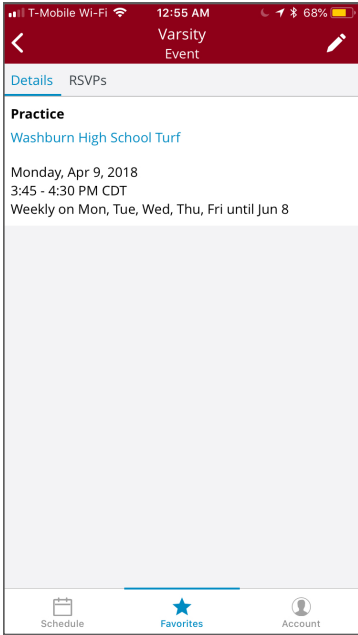 T-Mobile Wi-Fi 12:55 AM 68%
Varsity
Event
Details RSVPs
Practice
Washburn High School Turf
Monday, Apr 9, 2018
3:45 - 4:30 PM CDT
Weekly on Mon, Tue, Wed, Thu, Fri until Jun 8
Schedule Favorites Account